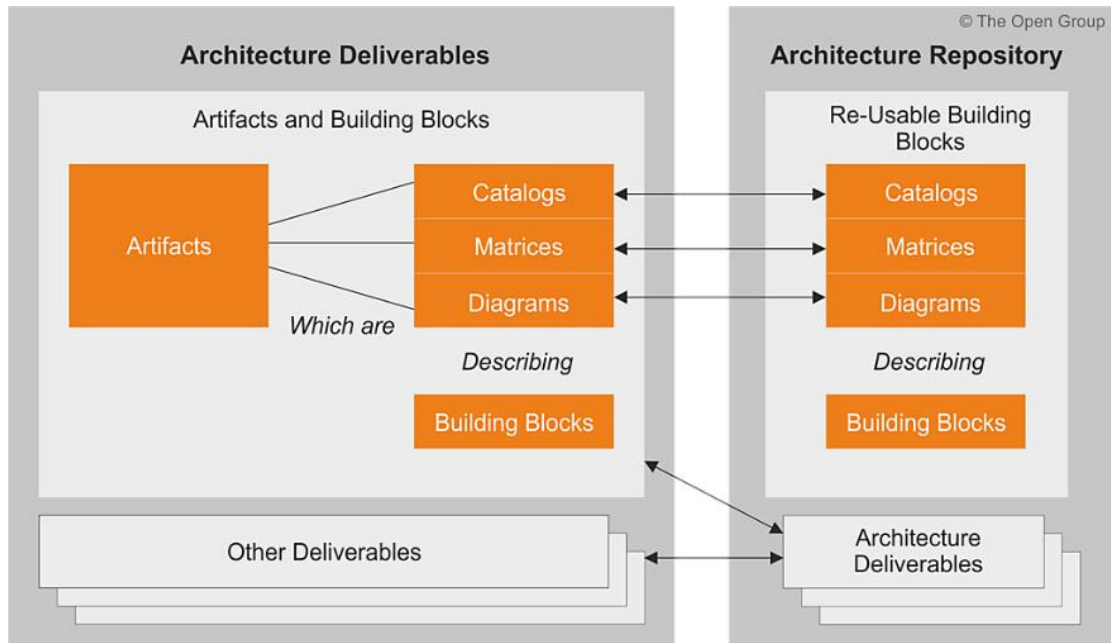 © The Open Group
Architecture Deliverables
Architecture Repository
Artifacts and Building Blocks
Re-Usable Building
Blocks
Artifacts
Catalogs
Matrices
Diagrams
Which are
Describing
Building Blocks
Catalogs
Matrices
Diagrams
Describing
Building Blocks
Other Deliverables
Architecture
Deliverables